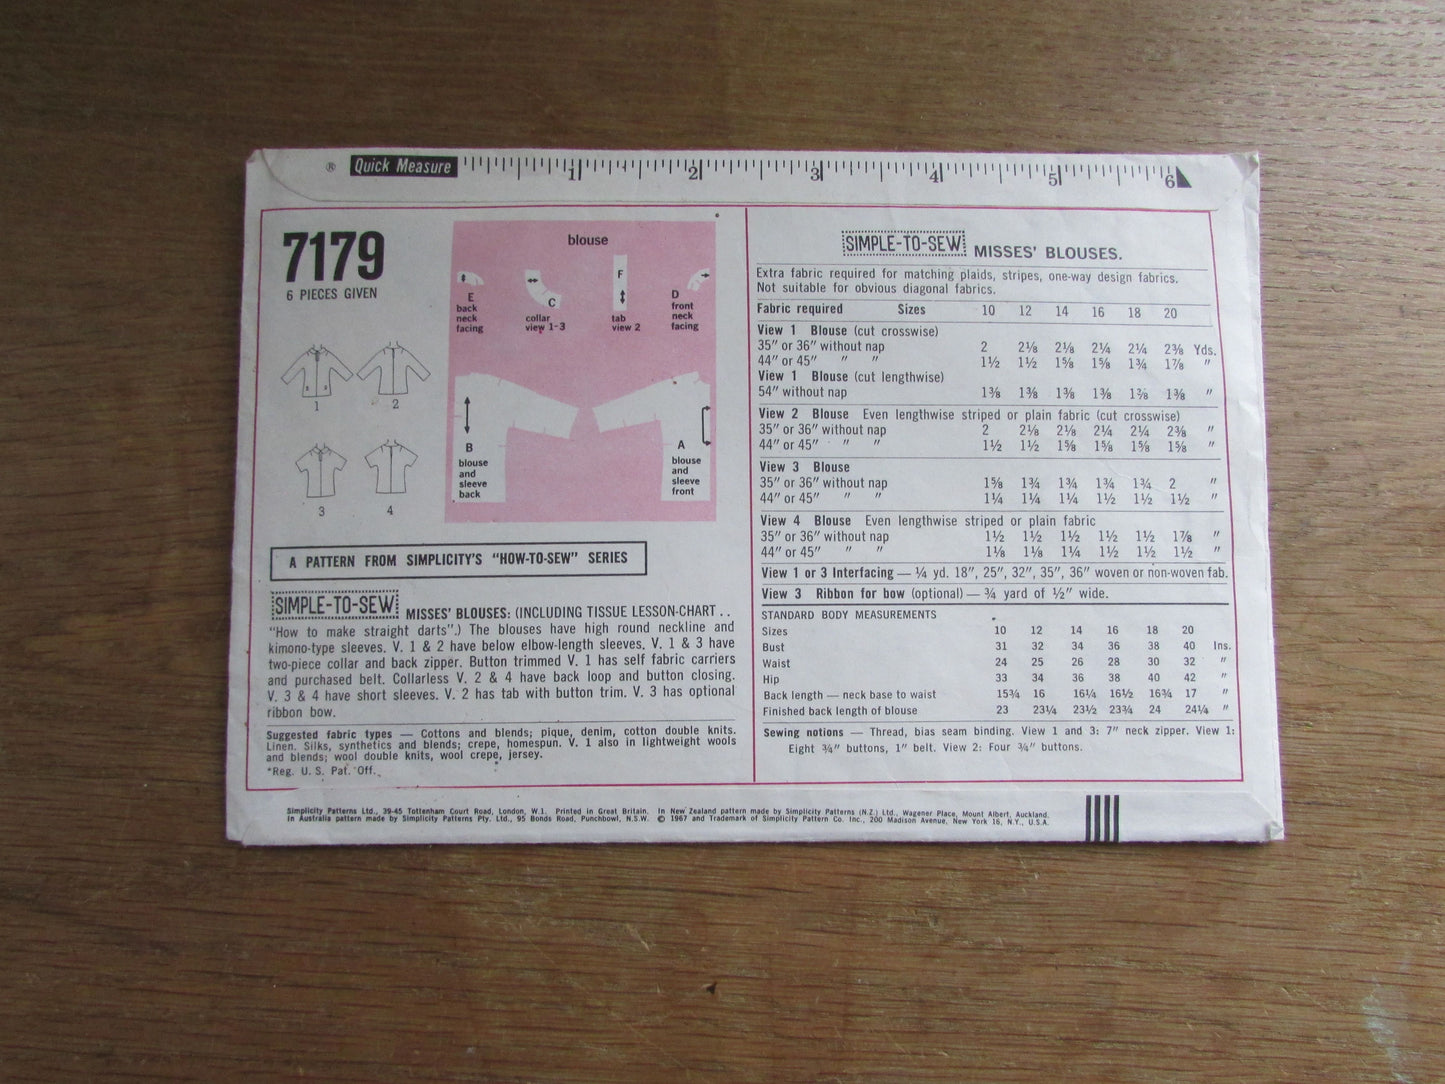 ® Quick Measure 1 2 3 4 5 6
7179
6 PIECES GIVEN
1 2
3 4
blouse
E
back
neck
facing
C
collar
view 1-3
F
tab
view 2
D
front
neck
facing
B
blouse
and
sleeve
back
A
blouse
and
sleeve
front
A PATTERN FROM SIMPLICITY'S "HOW-TO-SEW" SERIES
SIMPLE-TO-SEW MISSES' BLOUSES: (INCLUDING TISSUE LESSON-CHART . .
"How to make straight darts".) The blouses have high round neckline and
kimono-type sleeves. V. 1 & 2 have below elbow-length sleeves. V. 1 & 3 have
two-piece collar and back zipper. Button trimmed V. 1 has self fabric carriers
and purchased belt. Collarless V. 2 & 4 have back loop and button closing.
V. 3 & 4 have short sleeves. V. 2 has tab with button trim. V. 3 has optional
ribbon bow.
Suggested fabric types — Cottons and blends; pique, denim, cotton double knits.
Linen. Silks, synthetics and blends; crepe, homespun. V. 1 also in lightweight wools
and blends; wool double knits, wool crepe, jersey.
*Reg. U. S. Pat. Off.
SIMPLE-TO-SEW MISSES' BLOUSES.
Extra fabric required for matching plaids, stripes, one-way design fabrics.
Not suitable for obvious diagonal fabrics.
Fabric required Sizes 10 12 14 16 18 20
View 1 Blouse (cut crosswise)
35" or 36" without nap 2 2⅛ 2⅛ 2¼ 2¼ 2⅜ Yds.
44" or 45" " " 1½ 1½ 1⅝ 1⅝ 1¾ 1⅞ "
View 1 Blouse (cut lengthwise)
54" without nap 1⅜ 1⅜ 1⅜ 1⅜ 1⅜ 1⅜ "
View 2 Blouse Even lengthwise striped or plain fabric (cut crosswise)
35" or 36" without nap 2 2⅛ 2⅛ 2¼ 2¼ 2⅜ "
44" or 45" " " 1½ 1½ 1⅝ 1⅝ 1⅝ 1⅝ "
View 3 Blouse
35" or 36" without nap 1⅝ 1¾ 1¾ 1¾ 1¾ 2 "
44" or 45" " " 1¼ 1¼ 1¼ 1½ 1½ 1½ "
View 4 Blouse Even lengthwise striped or plain fabric
35" or 36" without nap 1½ 1½ 1½ 1½ 1½ 1⅞ "
44" or 45" " " 1⅛ 1⅛ 1¼ 1½ 1½ 1½ "
View 1 or 3 Interfacing — ¼ yd. 18", 25", 32", 35", 36" woven or non-woven fab.
View 3 Ribbon for bow (optional) — ¾ yard of ½" wide.
STANDARD BODY MEASUREMENTS
Sizes 10 12 14 16 18 20
Bust 31 32 34 36 38 40 Ins.
Waist 24 25 26 28 30 32 "
Hip 33 34 36 38 40 42 "
Back length — neck base to waist 15¾ 16 16¼ 16½ 16¾ 17 "
Finished back length of blouse 23 23¼ 23½ 23¾ 24 24¼ "
Sewing notions — Thread, bias seam binding. View 1 and 3: 7" neck zipper. View 1:
Eight ¾" buttons, 1" belt. View 2: Four ¾" buttons.
Simplicity Patterns Ltd., 39-45 Tottenham Court Road, London, W.1. Printed in Great Britain. In New Zealand pattern made by Simplicity Patterns (N.Z.) Ltd., Wagener Place, Mount Albert, Auckland.
In Australia pattern made by Simplicity Patterns Pty. Ltd., 95 Bonds Road, Punchbowl, N.S.W. © 1967 and Trademark of Simplicity Pattern Co. Inc., 200 Madison Avenue, New York 16, N.Y., U.S.A.